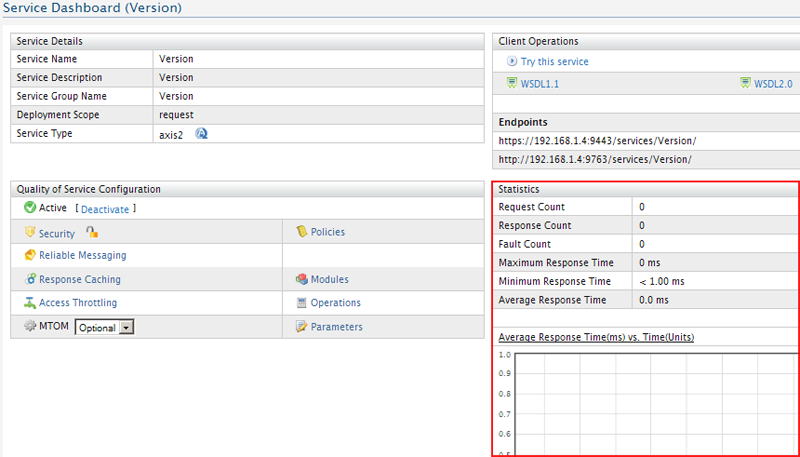 Service Dashboard (Version)
Service Details
Service Name Version
Service Description Version
Service Group Name Version
Deployment Scope request
Service Type axis2
Client Operations
Try this service
WSDL1.1 WSDL2.0
Endpoints
https://192.168.1.4:9443/services/Version/
http://192.168.1.4:9763/services/Version/
Quality of Service Configuration
Active [ Deactivate ]
Security Policies
Reliable Messaging
Response Caching Modules
Access Throttling Operations
MTOM Optional Parameters
Statistics
Request Count 0
Response Count 0
Fault Count 0
Maximum Response Time 0 ms
Minimum Response Time < 1.00 ms
Average Response Time 0.0 ms
Average Response Time(ms) vs. Time(Units)
1.0
0.9
0.8
0.7
0.6
0.5